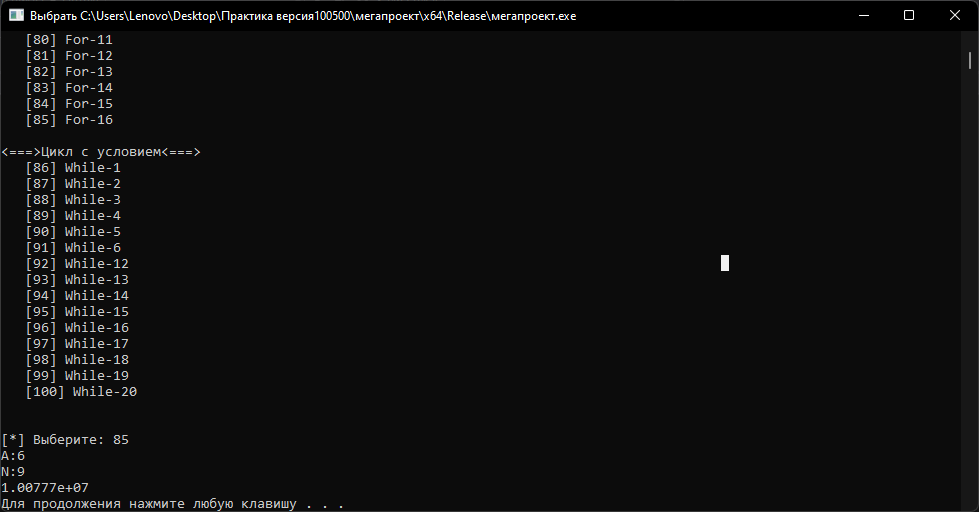 Выбрать C:\Users\Lenovo\Desktop\Практика версия100500\мегапроект\x64\Release\мегапроект.exe
[80] For-11
[81] For-12
[82] For-13
[83] For-14
[84] For-15
[85] For-16
<===>Цикл с условием<===>
[86] While-1
[87] While-2
[88] While-3
[89] While-4
[90] While-5
[91] While-6
[92] While-12
[93] While-13
[94] While-14
[95] While-15
[96] While-16
[97] While-17
[98] While-18
[99] While-19
[100] While-20
[*] Выберите: 85
A:6
N:9
1.00777e+07
Для продолжения нажмите любую клавишу . . .